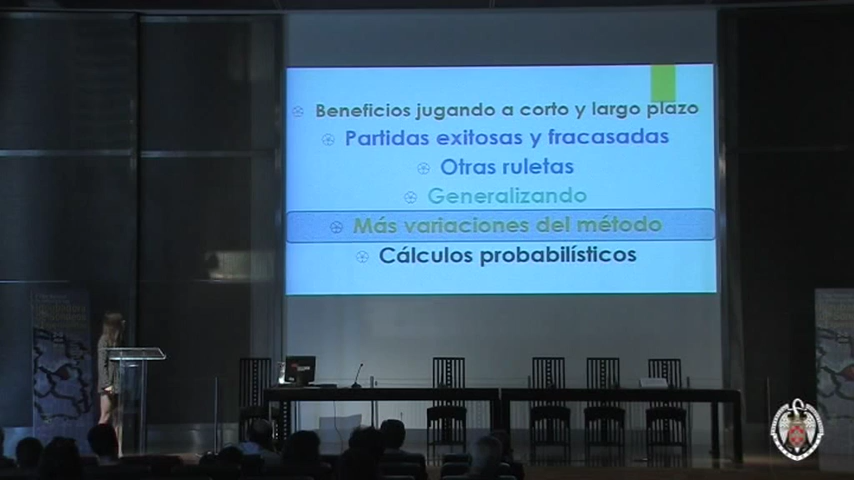 Beneficios jugando a corto y largo plazo
Partidas exitosas y fracasadas
Otras ruletas
Generalizando
Más variaciones del método
Cálculos probabilísticos